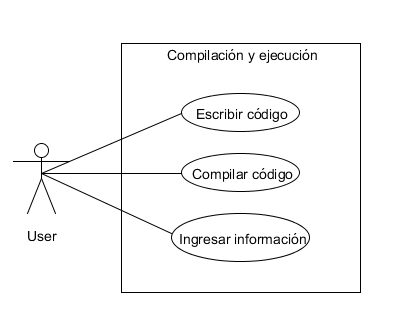 Compilación y ejecución
Escribir código
Compilar código
Ingresar información
User